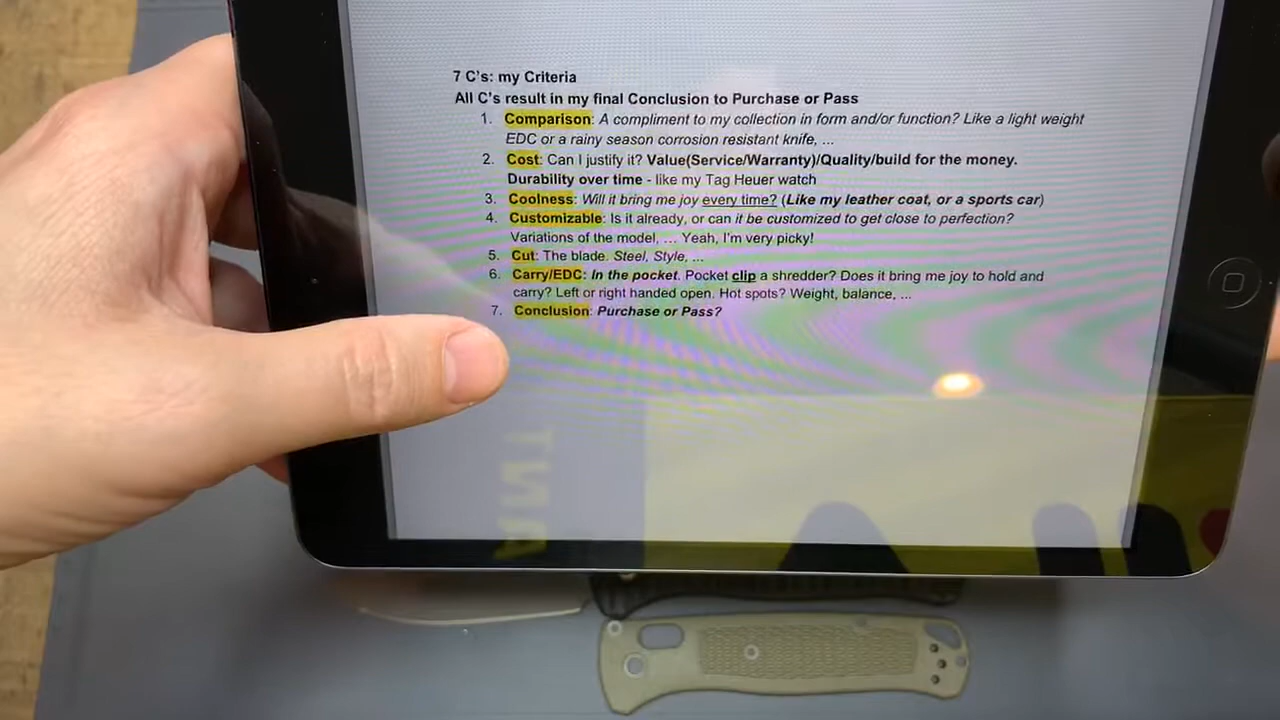 7 C's: my Criteria
All C's result in my final Conclusion to Purchase or Pass
1. Comparison: A compliment to my collection in form and/or function? Like a light weight
EDC or a rainy season corrosion resistant knife, ...
2. Cost: Can I justify it? Value(Service/Warranty)/Quality/build for the money.
Durability over time - like my Tag Heuer watch
3. Coolness: Will it bring me joy every time? (Like my leather coat, or a sports car)
4. Customizable: Is it already, or can it be customized to get close to perfection?
Variations of the model, ... Yeah, I'm very picky!
5. Cut: The blade. Steel, Style, ...
6. Carry/EDC: In the pocket. Pocket clip a shredder? Does it bring me joy to hold and
carry? Left or right handed open. Hot spots? Weight, balance, ...
7. Conclusion: Purchase or Pass?